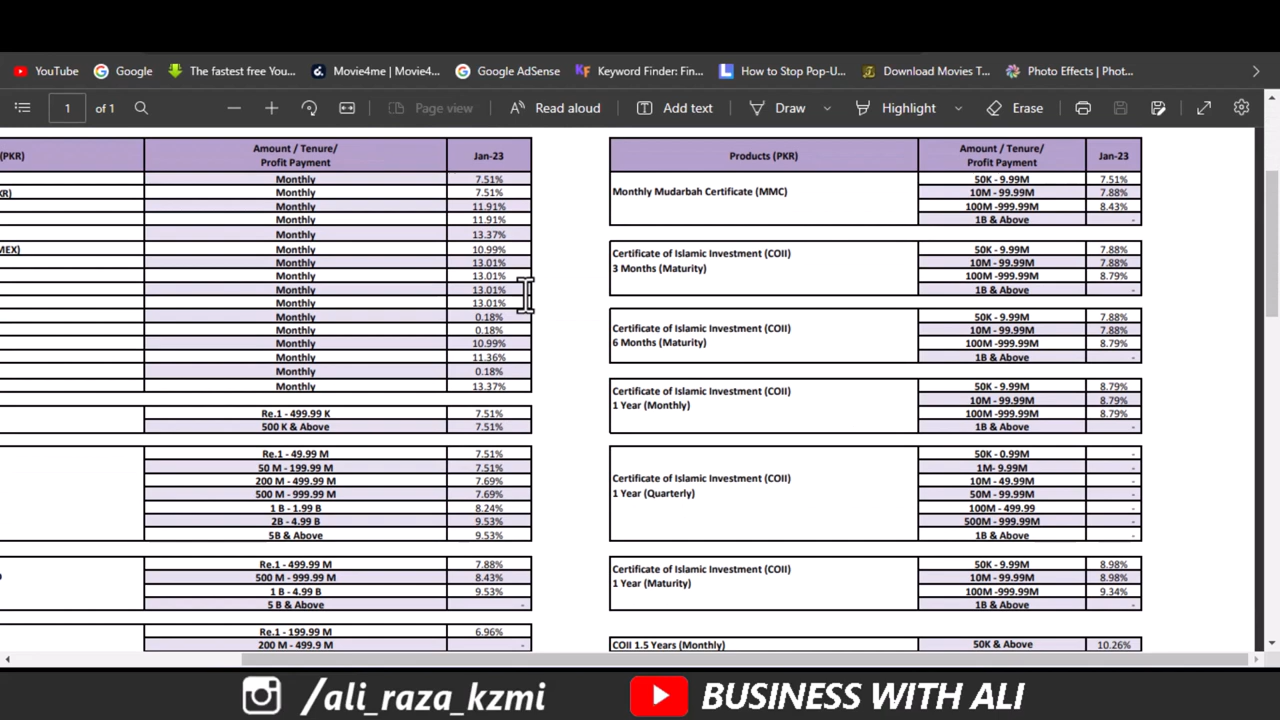 YouTube Google The fastest free You... Movie4me | Movie4... Google AdSense Keyword Finder: Fin... How to Stop Pop-U... Download Movies T... Photo Effects | Phot...
1 of 1 Page view Read aloud Add text Draw Highlight Erase
(PKR) Amount / Tenure/ Jan-23
Profit Payment
Monthly 7.51%
KR) Monthly 7.51%
Monthly 11.91%
Monthly 11.91%
Monthly 13.37%
MEX) Monthly 10.99%
Monthly 13.01%
Monthly 13.01%
Monthly 13.01%
Monthly 13.01%
Monthly 0.18%
Monthly 0.18%
Monthly 10.99%
Monthly 11.36%
Monthly 0.18%
Monthly 13.37%
Re.1 - 499.99 K 7.51%
500 K & Above 7.51%
Re.1 - 49.99 M 7.51%
50 M - 199.99 M 7.51%
200 M - 499.99 M 7.69%
500 M - 999.99 M 7.69%
1 B - 1.99 B 8.24%
2B - 4.99 B 9.53%
5B & Above 9.53%
Re.1 - 499.99 M 7.88%
500 M - 999.99 M 8.43%
1 B - 4.99 B 9.53%
5 B & Above -
Re.1 - 199.99 M 6.96%
200 M - 499.9 M -
Products (PKR) Amount / Tenure/ Jan-23
Profit Payment
50K - 9.99M 7.51%
Monthly Mudarbah Certificate (MMC) 10M - 99.99M 7.88%
100M -999.99M 8.43%
1B & Above -
Certificate of Islamic Investment (COII) 50K - 9.99M 7.88%
3 Months (Maturity) 10M - 99.99M 7.88%
100M -999.99M 8.79%
1B & Above -
50K - 9.99M 7.88%
Certificate of Islamic Investment (COII) 10M - 99.99M 7.88%
6 Months (Maturity) 100M -999.99M 8.79%
1B & Above -
Certificate of Islamic Investment (COII) 50K - 9.99M 8.79%
1 Year (Monthly) 10M - 99.99M 8.79%
100M -999.99M 8.79%
1B & Above -
50K - 0.99M -
1M- 9.99M -
Certificate of Islamic Investment (COII) 10M - 49.99M -
1 Year (Quarterly) 50M - 99.99M -
100M - 499.99 -
500M - 999.99M -
1B & Above -
Certificate of Islamic Investment (COII) 50K - 9.99M 8.98%
1 Year (Maturity) 10M - 99.99M 8.98%
100M -999.99M 9.34%
1B & Above -
COII 1.5 Years (Monthly) 50K & Above 10.26%
/ali_raza_kzmi BUSINESS WITH ALI